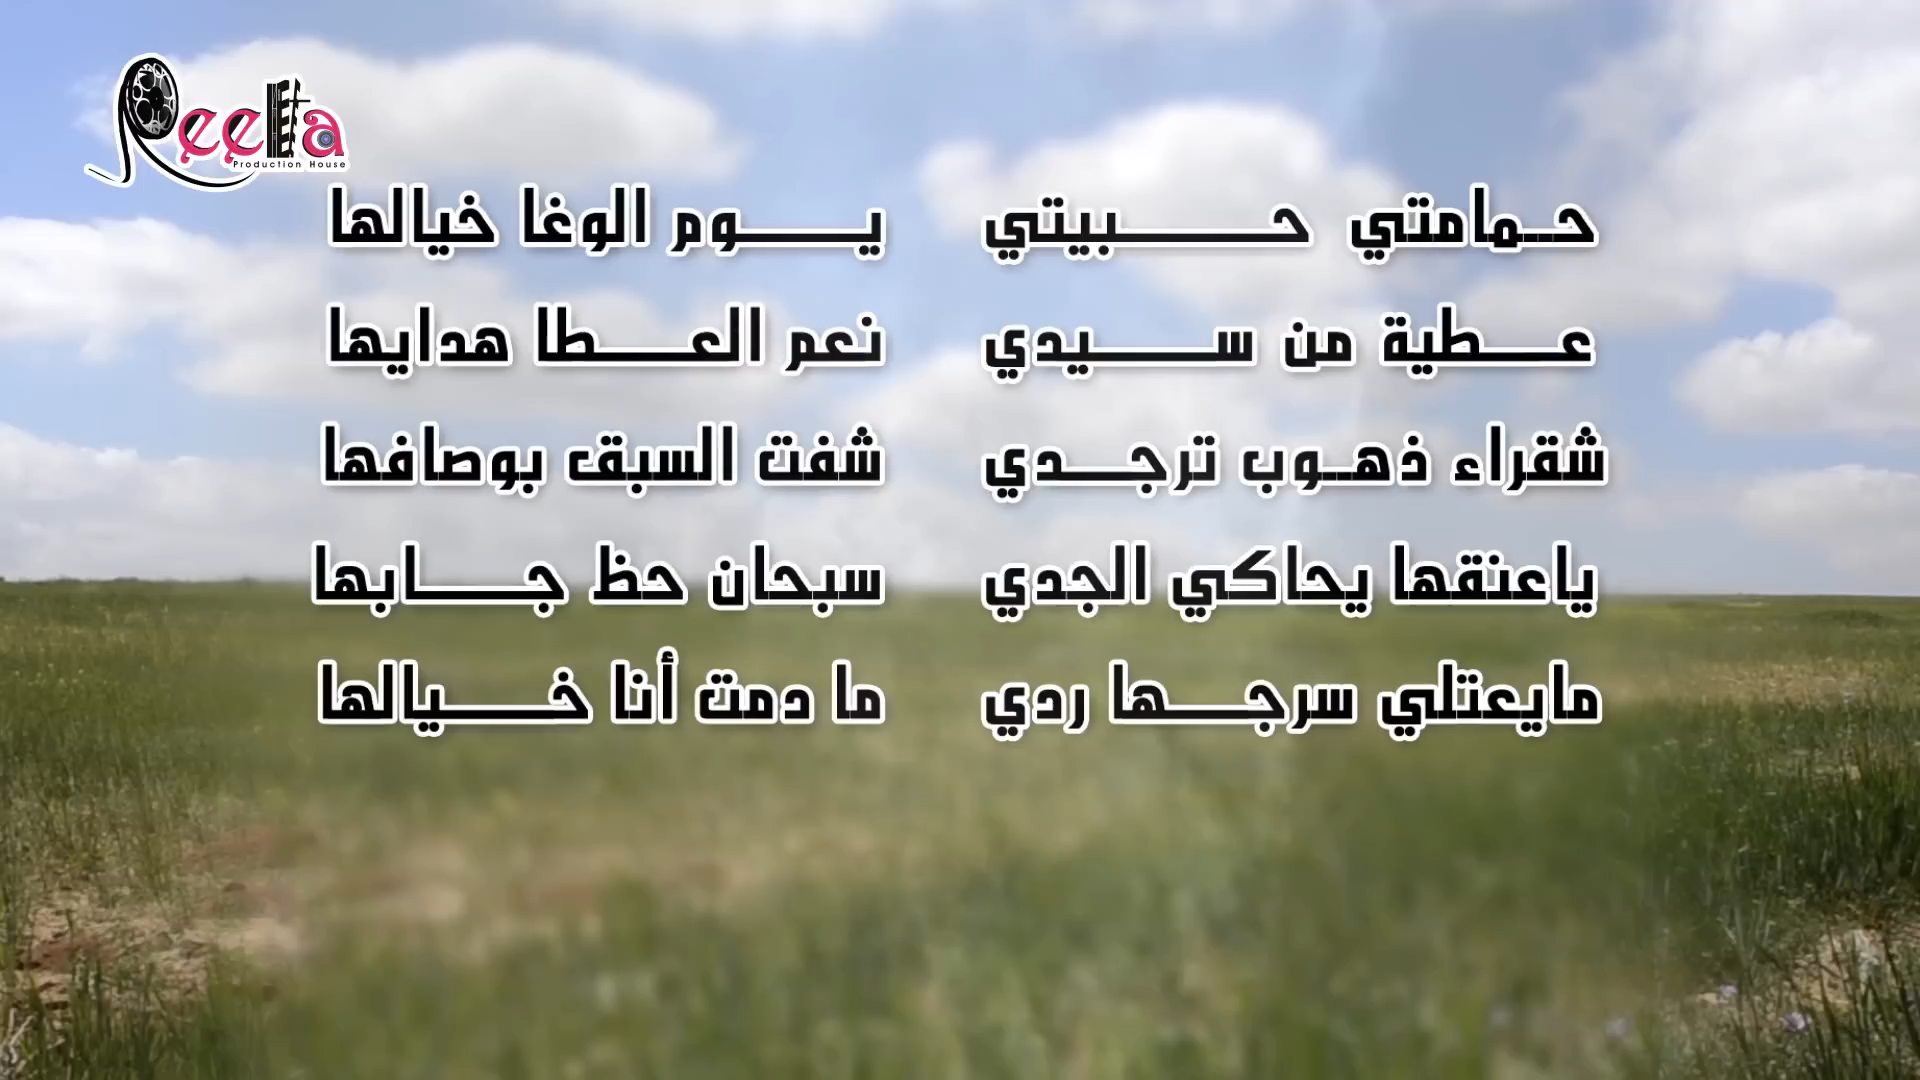 Reelta
Production House
حمامتي حبيتي يوم الوغا خيالها
عطية من سيدي نعم العطا هدايها
شقراء ذهوب ترجدي شفت السبق بوصافها
ياعنقها يحاكي الجدي سبحان حظ جابها
مايعتلي سرجها ردي ما دمت أنا خيالها